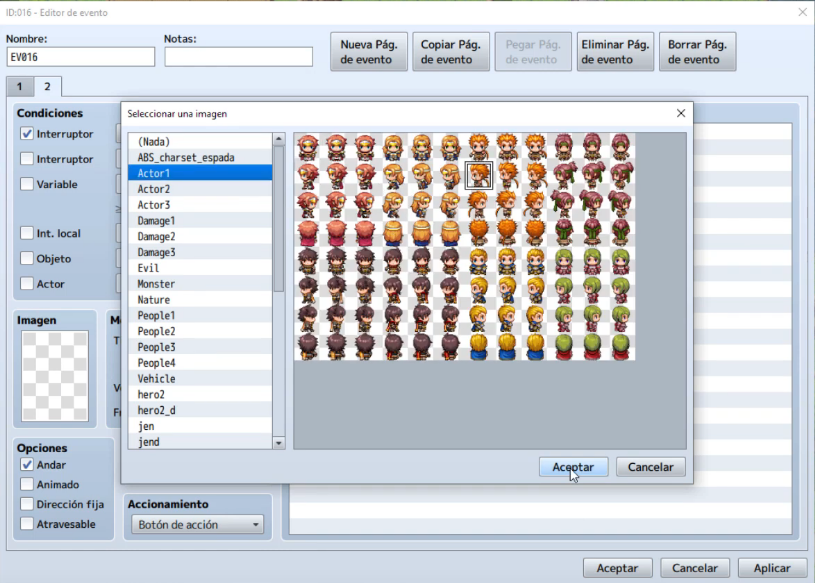 ID:016 - Editor de evento
Nombre:
Notas:
EV016
Nueva Pág. de evento
Copiar Pág. de evento
Pegar Pág. de evento
Eliminar Pág. de evento
Borrar Pág. de evento
1
2
Condiciones
Interruptor
Interruptor
Variable
Int. local
Objeto
Actor
Seleccionar una imagen
(Nada)
ABS_charset_espada
Actor1
Actor2
Actor3
Damage1
Damage2
Damage3
Evil
Monster
Nature
People1
People2
People3
People4
Vehicle
hero2
hero2_d
jen
jend
Aceptar
Cancelar
Imagen
Opciones
Andar
Animado
Dirección fija
Atravesable
Accionamiento
Botón de acción
Aceptar
Cancelar
Aplicar